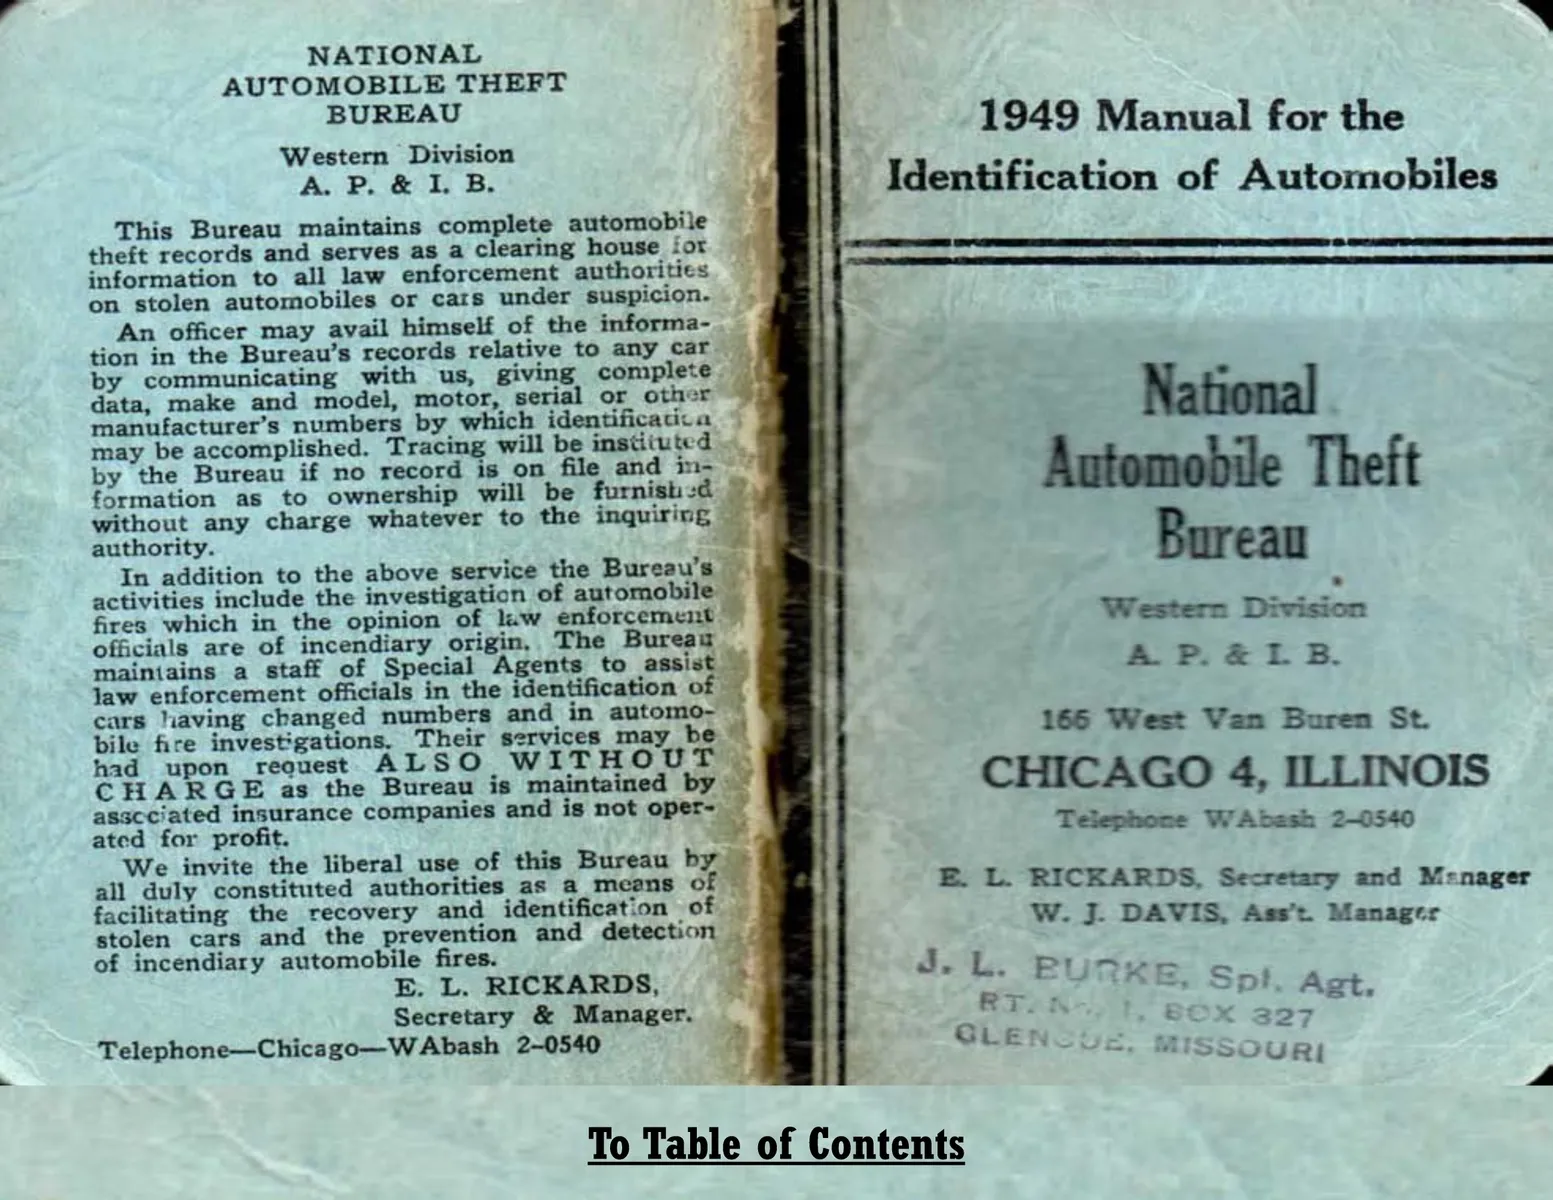 NATIONAL
AUTOMOBILE THEFT
BUREAU
Western Division
A. P. & I. B.
This Bureau maintains complete automobile
theft records and serves as a clearing house for
information to all law enforcement authorities
on stolen automobiles or cars under suspicion.
An officer may avail himself of the informa-
tion in the Bureau's records relative to any car
by communicating with us, giving complete
data, make and model, motor, serial or other
manufacturer's numbers by which identification
may be accomplished. Tracing will be instituted
by the Bureau if no record is on file and in-
formation as to ownership will be furnished
without any charge whatever to the inquiring
authority.
In addition to the above service the Bureau's
activities include the investigation of automobile
fires which in the opinion of law enforcement
officials are of incendiary origin. The Bureau
maintains a staff of Special Agents to assist
law enforcement officials in the identification of
cars having changed numbers and in automo-
bile fire investigations. Their services may be
had upon request ALSO WITHOUT
CHARGE as the Bureau is maintained by
associated insurance companies and is not oper-
ated for profit.
We invite the liberal use of this Bureau by
all duly constituted authorities as a means of
facilitating the recovery and identification of
stolen cars and the prevention and detection
of incendiary automobile fires.
E. L. RICKARDS,
Secretary & Manager.
Telephone—Chicago—WAbash 2-0540
1949 Manual for the
Identification of Automobiles
National
Automobile Theft
Bureau
Western Division
A. P. & I. B.
166 West Van Buren St.
CHICAGO 4, ILLINOIS
Telephone WAbash 2-0540
E. L. RICKARDS, Secretary and Manager
W. J. DAVIS, Ass't. Manager
J. L. BURKE, Spl. Agt.
RT. No. 1, BOX 327
GLENCOE, MISSOURI
To Table of Contents